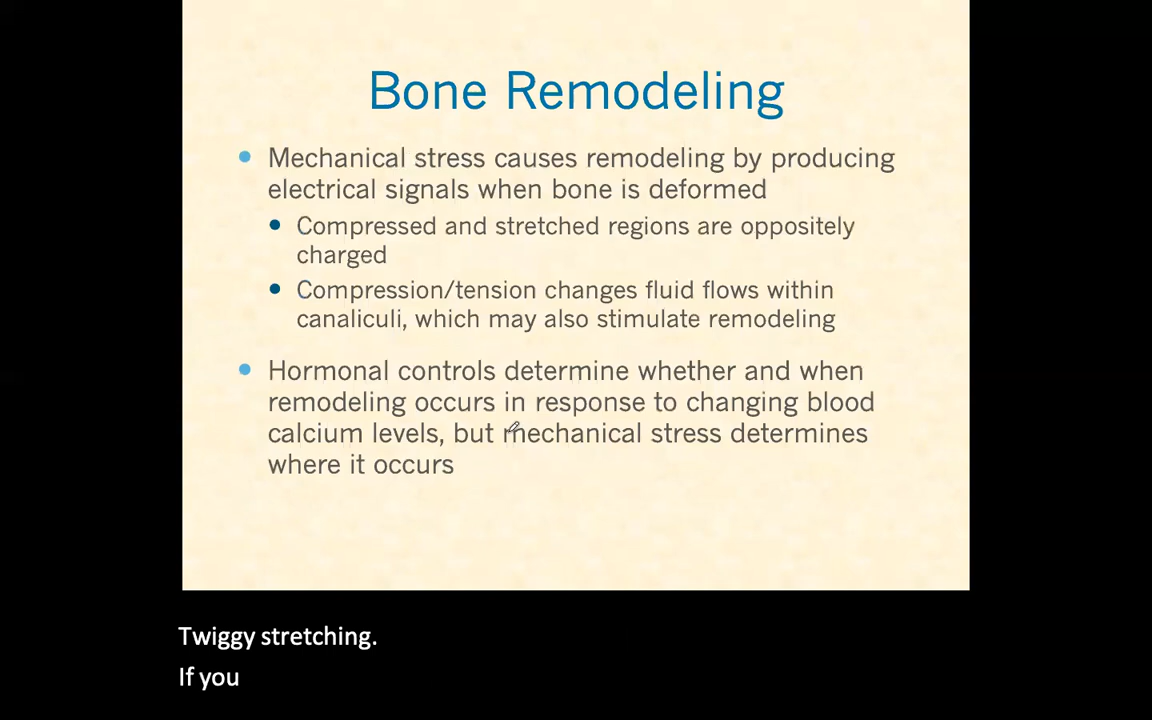 Bone Remodeling
Mechanical stress causes remodeling by producing
electrical signals when bone is deformed
Compressed and stretched regions are oppositely
charged
Compression/tension changes fluid flows within
canaliculi, which may also stimulate remodeling
Hormonal controls determine whether and when
remodeling occurs in response to changing blood
calcium levels, but mechanical stress determines
where it occurs
Twiggy stretching.
If you